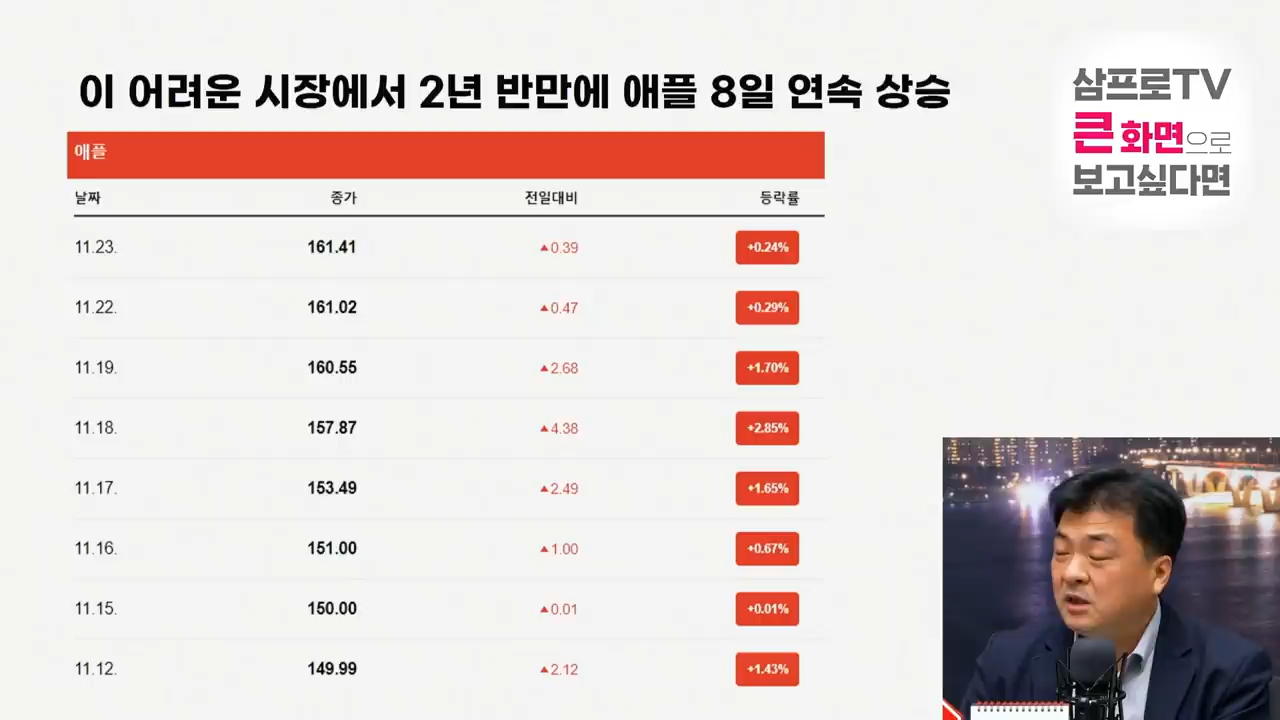 이 어려운 시장에서 2년 반만에 애플 8일 연속 상승
삼프로TV
큰 화면으로
보고싶다면
애플
날짜 종가 전일대비 등락률
11.23. 161.41 ▲0.39 +0.24%
11.22. 161.02 ▲0.47 +0.29%
11.19. 160.55 ▲2.68 +1.70%
11.18. 157.87 ▲4.38 +2.85%
11.17. 153.49 ▲2.49 +1.65%
11.16. 151.00 ▲1.00 +0.67%
11.15. 150.00 ▲0.01 +0.01%
11.12. 149.99 ▲2.12 +1.43%